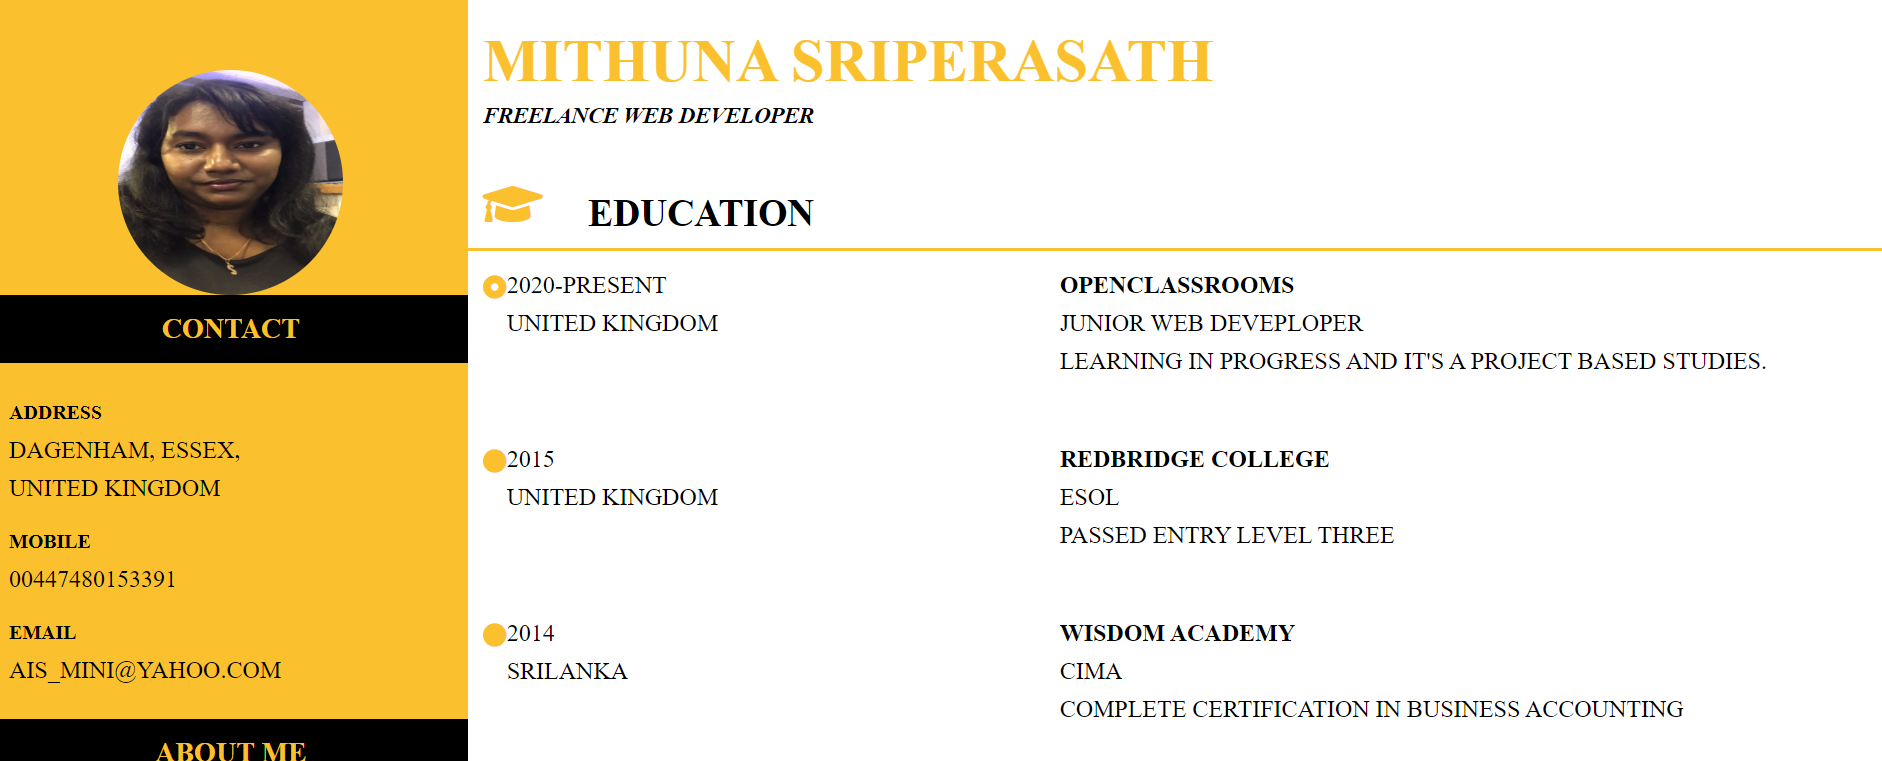 MITHUNA SRIPERASATH
FREELANCE WEB DEVELOPER
EDUCATION
2020-PRESENT
UNITED KINGDOM
OPENCLASSROOMS
JUNIOR WEB DEVEPLOPER
LEARNING IN PROGRESS AND IT'S A PROJECT BASED STUDIES.
2015
UNITED KINGDOM
REDBRIDGE COLLEGE
ESOL
PASSED ENTRY LEVEL THREE
2014
SRILANKA
WISDOM ACADEMY
CIMA
COMPLETE CERTIFICATION IN BUSINESS ACCOUNTING
CONTACT
ADDRESS
DAGENHAM, ESSEX,
UNITED KINGDOM
MOBILE
00447480153391
EMAIL
AIS_MINI@YAHOO.COM
ABOUT ME